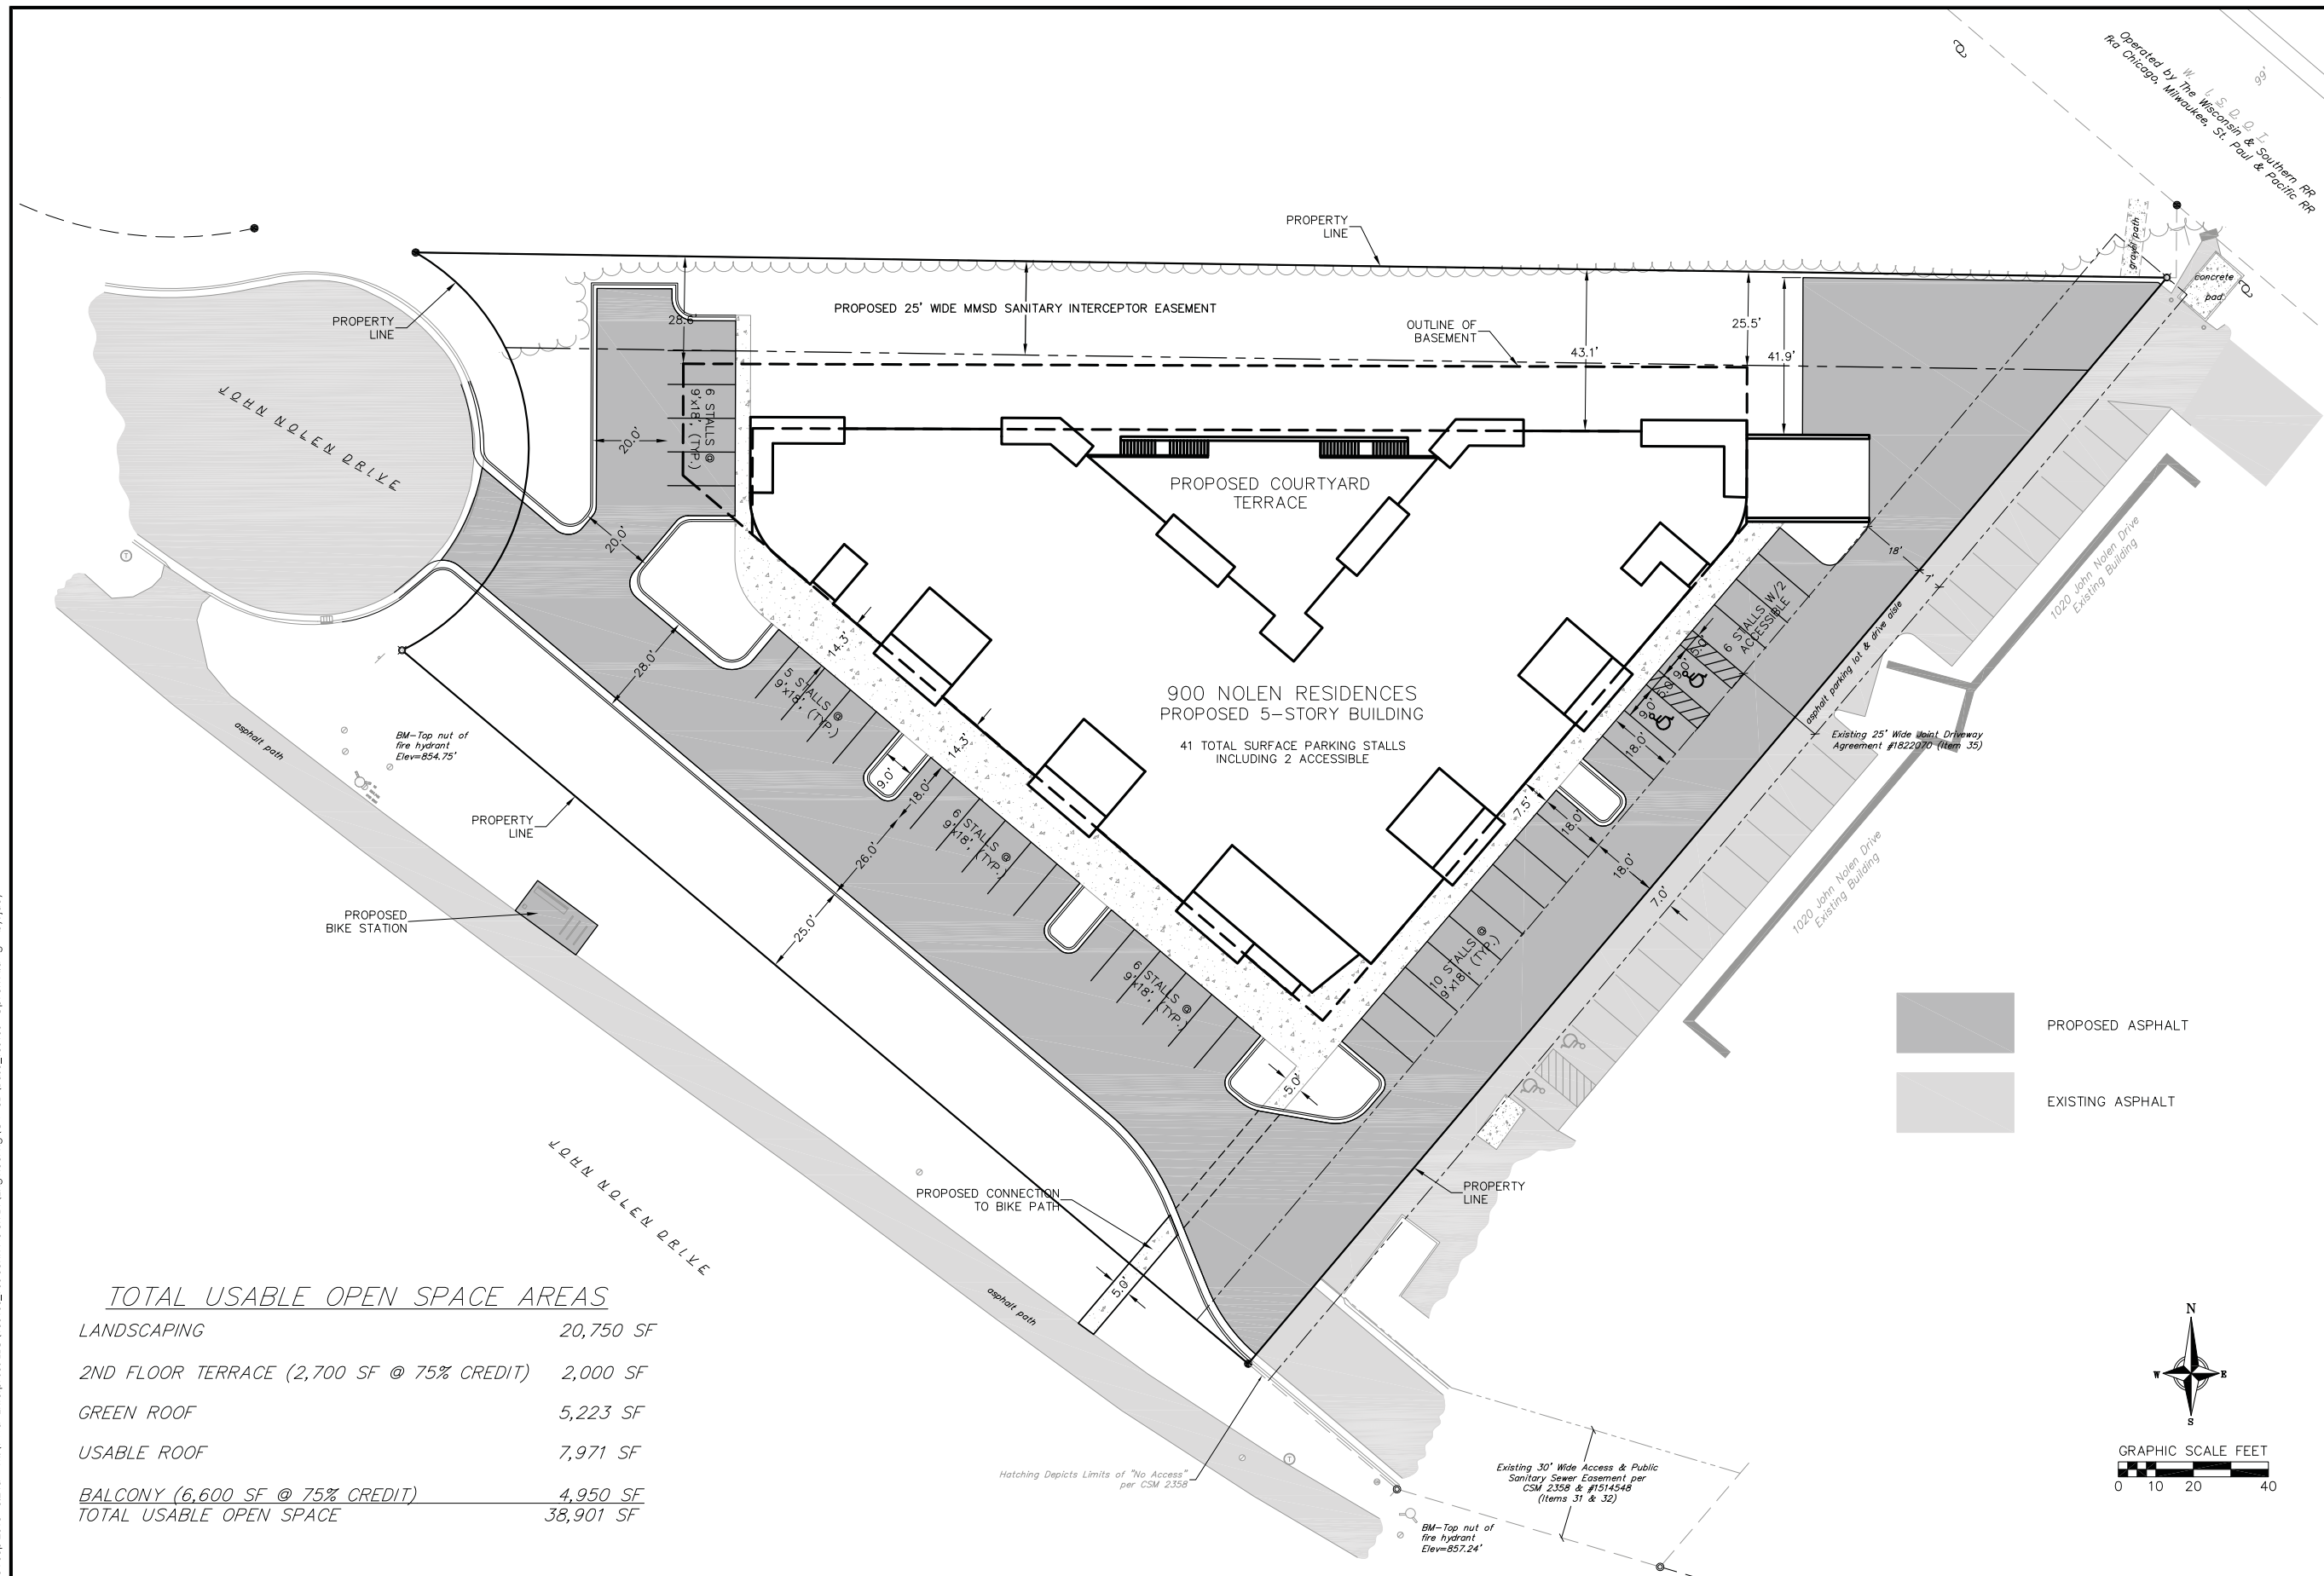 Operated by The Wisconsin & Southern RR
fka Chicago, Milwaukee, St. Paul & Pacific RR
99'
gravel path
concrete
pad
PROPERTY
LINE
PROPERTY
LINE
PROPOSED 25' WIDE MMSD SANITARY INTERCEPTOR EASEMENT
28.6'
OUTLINE OF
BASEMENT
43.1'
25.5'
41.9'
JOHN NOLEN DRIVE
6 STALLS @
9'x18', (TYP.)
20.0'
20.0'
PROPOSED COURTYARD
TERRACE
18'
1'
1020 John Nolen Drive
Existing Building
6 STALLS W/2
ACCESSIBLE
asphalt parking lot & drive aisle
14.3'
28.0'
5 STALLS @
9'x18', (TYP.)
9.0'
9.0'
900 NOLEN RESIDENCES
PROPOSED 5-STORY BUILDING
41 TOTAL SURFACE PARKING STALLS
INCLUDING 2 ACCESSIBLE
14.3'
18.0'
Existing 25' Wide Joint Driveway
Agreement #1822070 (Item 35)
asphalt path
BM-Top nut of
fire hydrant
Elev=854.75'
9.0'
18.0'
7.5'
18.0'
18.0'
7.0'
PROPERTY
LINE
6 STALLS @
9'x18', (TYP.)
26.0'
25.0'
1020 John Nolen Drive
Existing Building
PROPOSED
BIKE STATION
6 STALLS @
9'x18', (TYP.)
10 STALLS @
9'x18', (TYP.)
PROPOSED ASPHALT
EXISTING ASPHALT
5.0'
JOHN NOLEN DRIVE
PROPOSED CONNECTION
TO BIKE PATH
PROPERTY
LINE
5.0'
asphalt path
TOTAL USABLE OPEN SPACE AREAS
LANDSCAPING 20,750 SF
2ND FLOOR TERRACE (2,700 SF @ 75% CREDIT) 2,000 SF
GREEN ROOF 5,223 SF
USABLE ROOF 7,971 SF
BALCONY (6,600 SF @ 75% CREDIT) 4,950 SF
TOTAL USABLE OPEN SPACE 38,901 SF
Hatching Depicts Limits of "No Access"
per CSM 2358
Existing 30' Wide Access & Public
Sanitary Sewer Easement per
CSM 2358 & #1514548
(Items 31 & 32)
BM-Top nut of
fire hydrant
Elev=857.24'
N
W E
S
GRAPHIC SCALE FEET
0 10 20 40